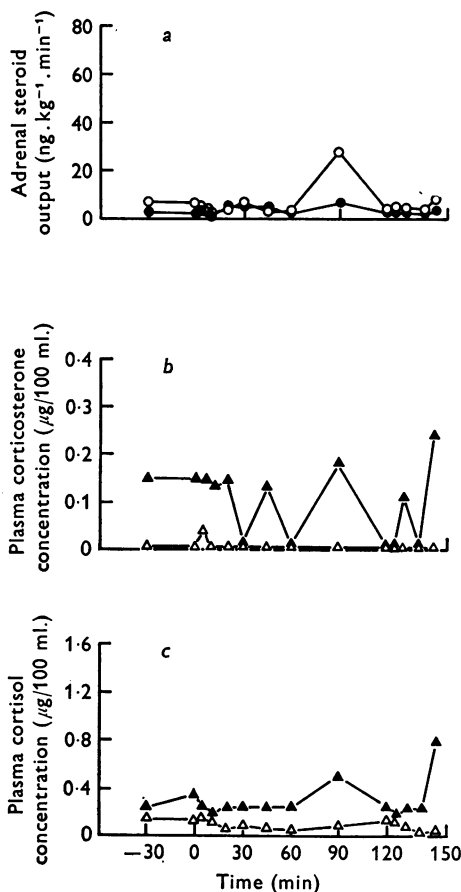 a
Adrenal steroid
output (ng.kg⁻¹.min⁻¹)
80
60
40
20
0
b
Plasma corticosterone
concentration (μg/100 ml.)
0·4
0·3
0·2
0·1
0
c
Plasma cortisol
concentration (μg/100 ml.)
1·6
1·2
0·8
0·4
0
−30 0 30 60 90 120 150
Time (min)